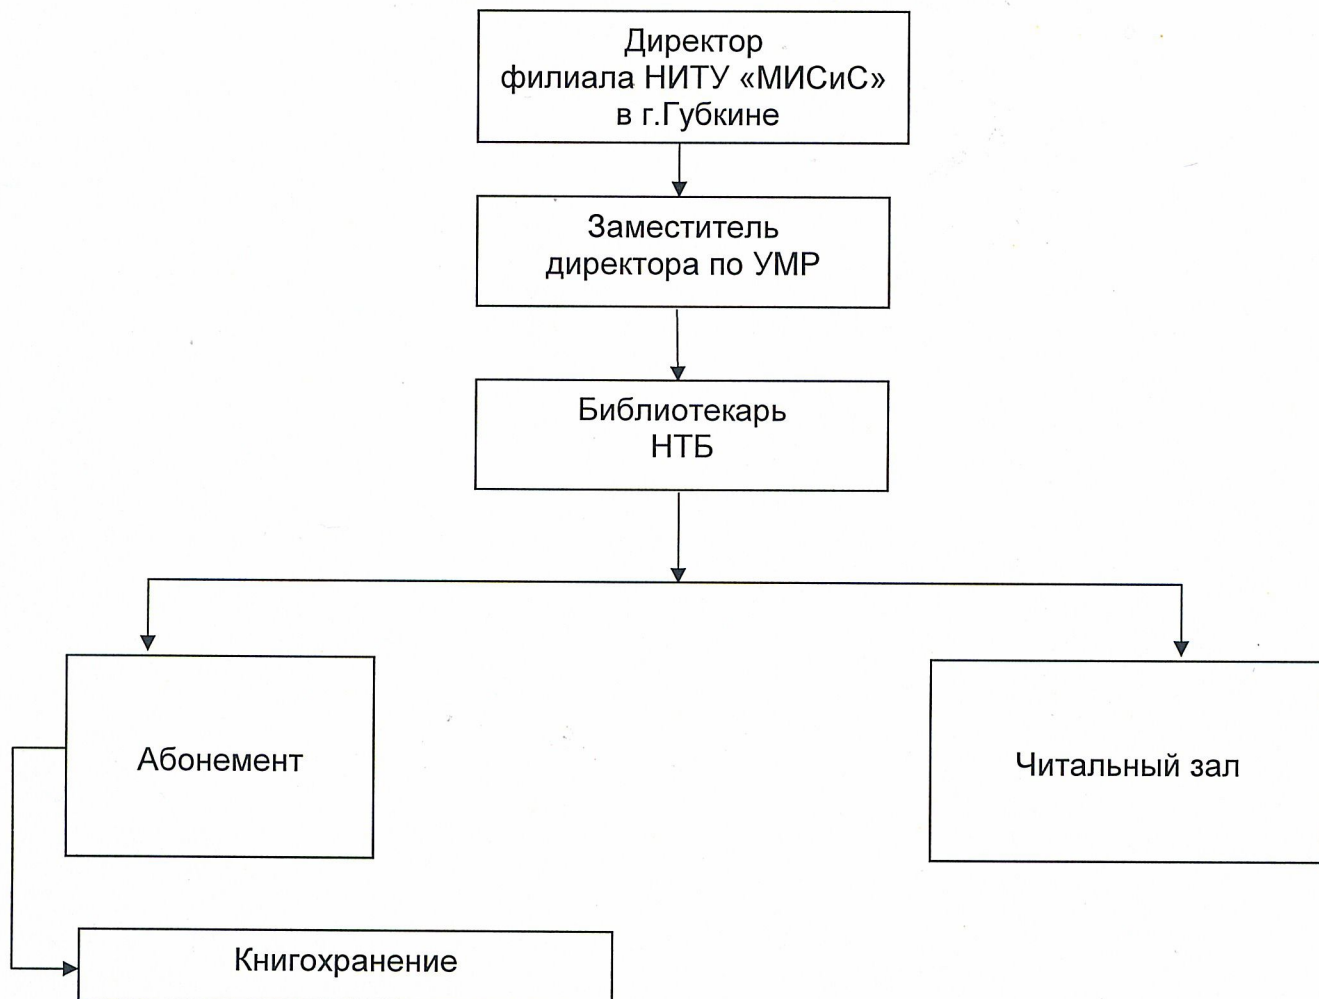 Директор
филиала НИТУ «МИСиС»
в г.Губкине
Заместитель
директора по УМР
Библиотекарь
НТБ
Абонемент
Читальный зал
Книгохранение